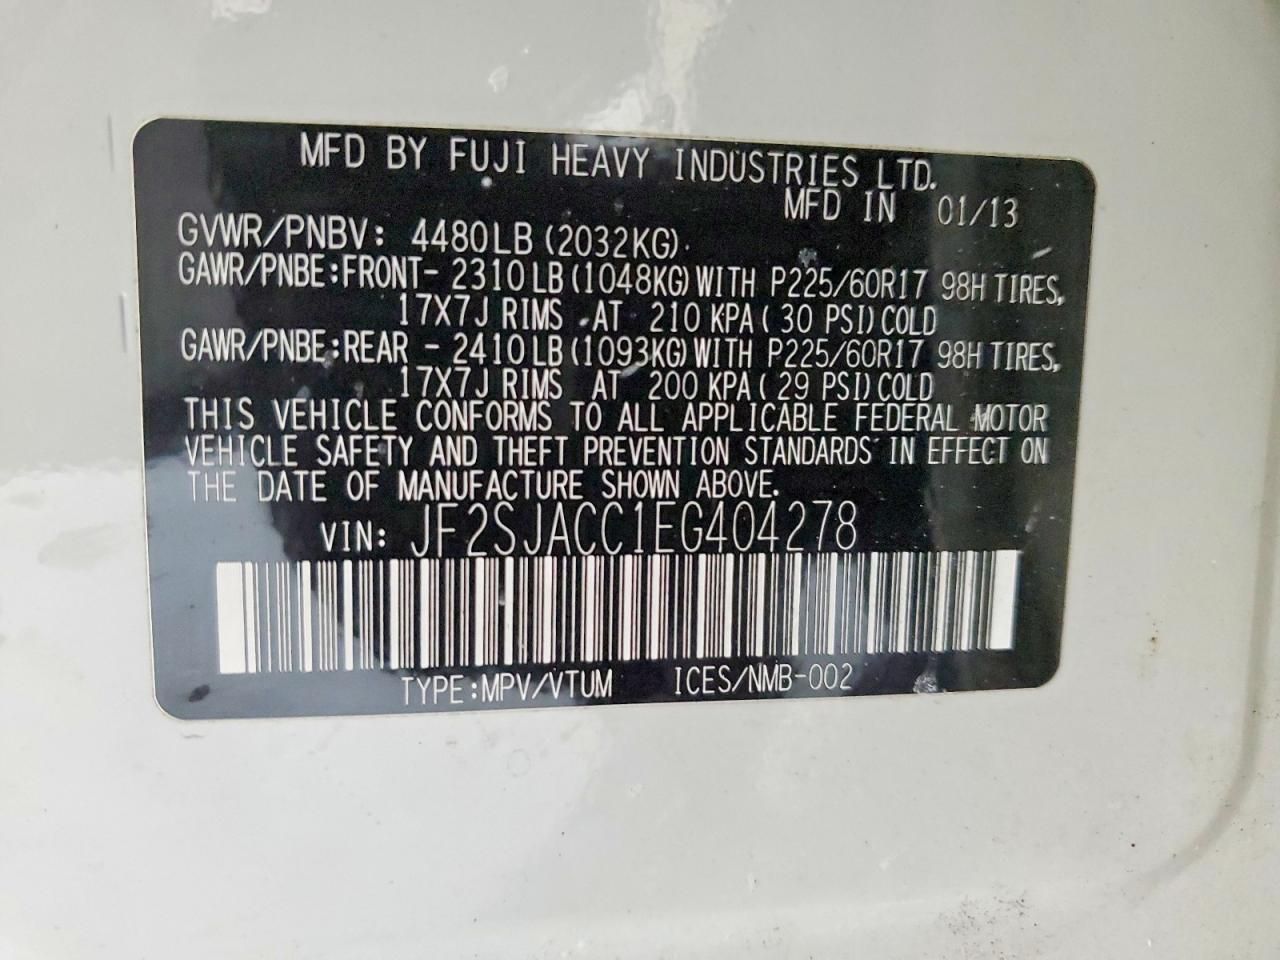 MFD BY FUJI HEAVY INDUSTRIES LTD.
MFD IN 01/13
GVWR/PNBV: 4480LB (2032KG)
GAWR/PNBE:FRONT- 2310 LB (1048KG) WITH P225/60R17 98H TIRES,
17X7J RIMS AT 210 KPA ( 30 PSI) COLD
GAWR/PNBE:REAR - 2410 LB (1093KG) WITH P225/60R17 98H TIRES,
17X7J RIMS AT 200 KPA ( 29 PSI) COLD
THIS VEHICLE CONFORMS TO ALL APPLICABLE FEDERAL MOTOR
VEHICLE SAFETY AND THEFT PREVENTION STANDARDS IN EFFECT ON
THE DATE OF MANUFACTURE SHOWN ABOVE.
VIN: JF2SJACC1EG404278
TYPE:MPV/VTUM ICES/NMB-002